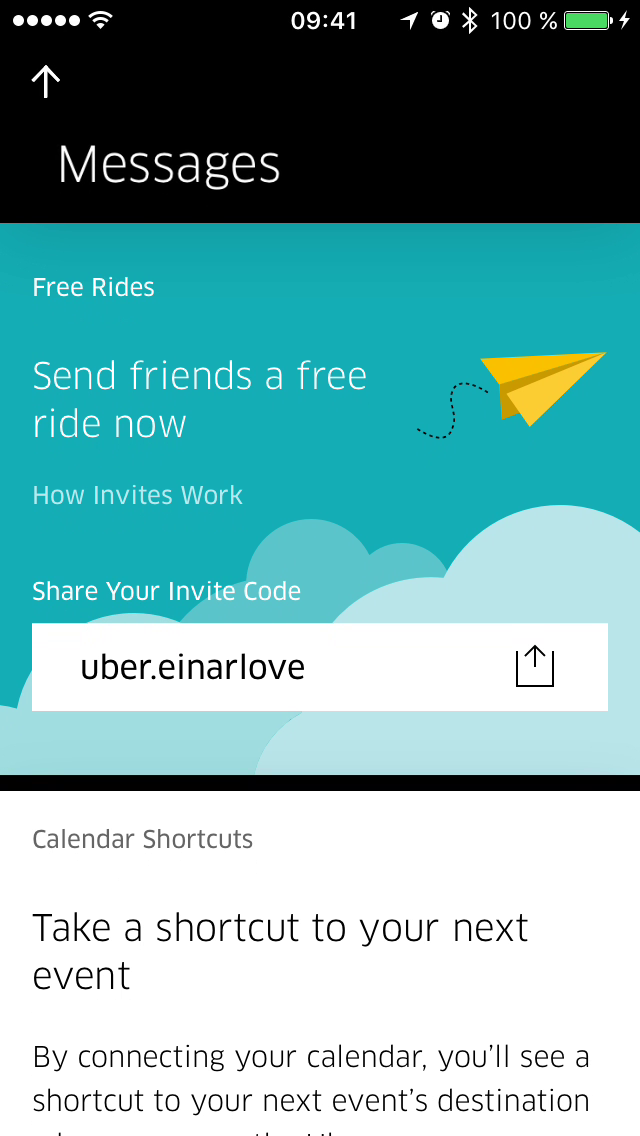 09:41
100 %
Messages
Free Rides
Send friends a free
ride now
How Invites Work
Share Your Invite Code
uber.einarlove
Calendar Shortcuts
Take a shortcut to your next
event
By connecting your calendar, you’ll see a
shortcut to your next event’s destination